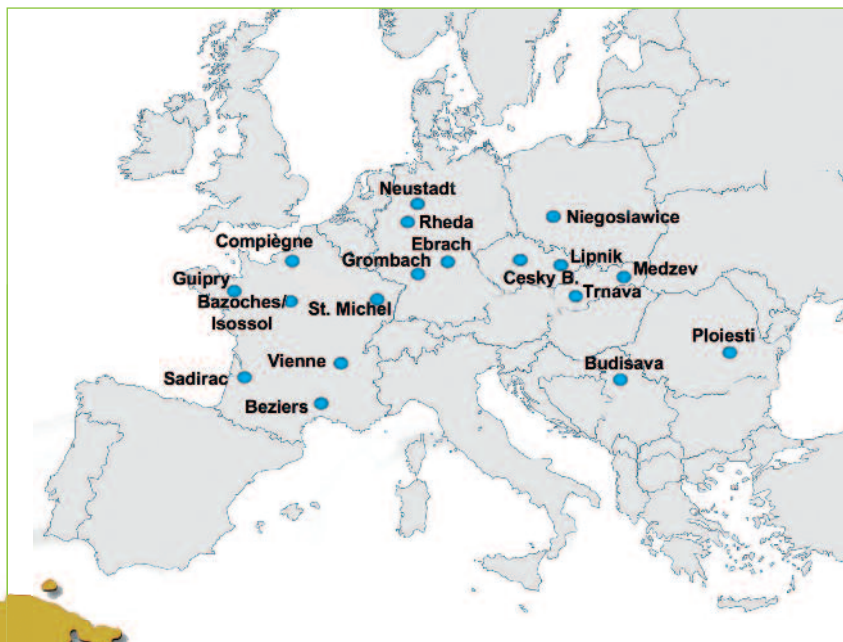 Neustadt
Niegoslawice
Rheda
Ebrach
Compiègne
Lipnik
Grombach
Medzev
Guipry
Cesky B.
Trnava
Bazoches/
St. Michel
Isossol
Ploiesti
Vienne
Budisava
Sadirac
Beziers